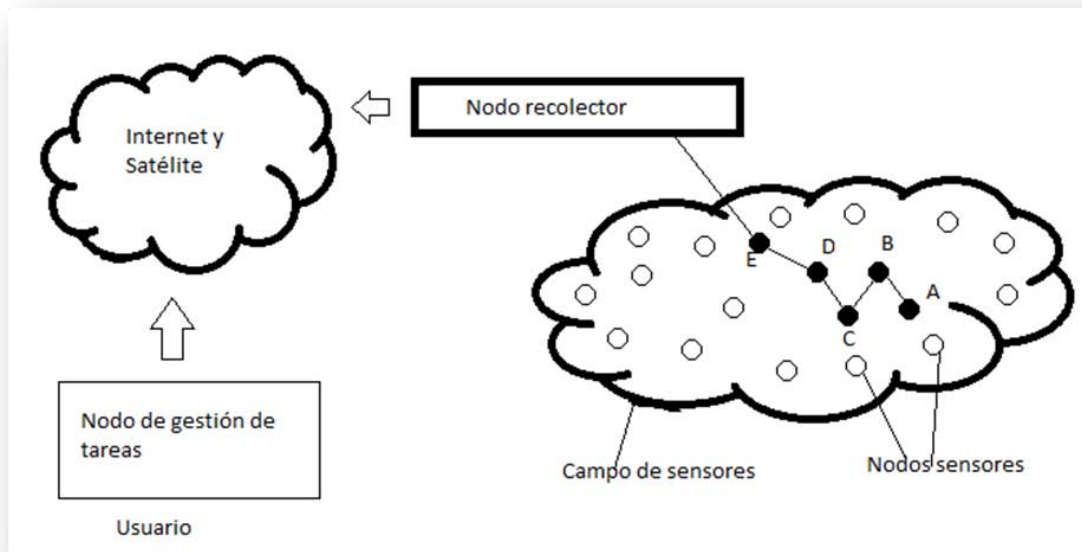 Nodo recolector
Internet y
Satélite
D
B
E
A
C
Nodo de gestión de
tareas
Campo de sensores
Nodos sensores
Usuario